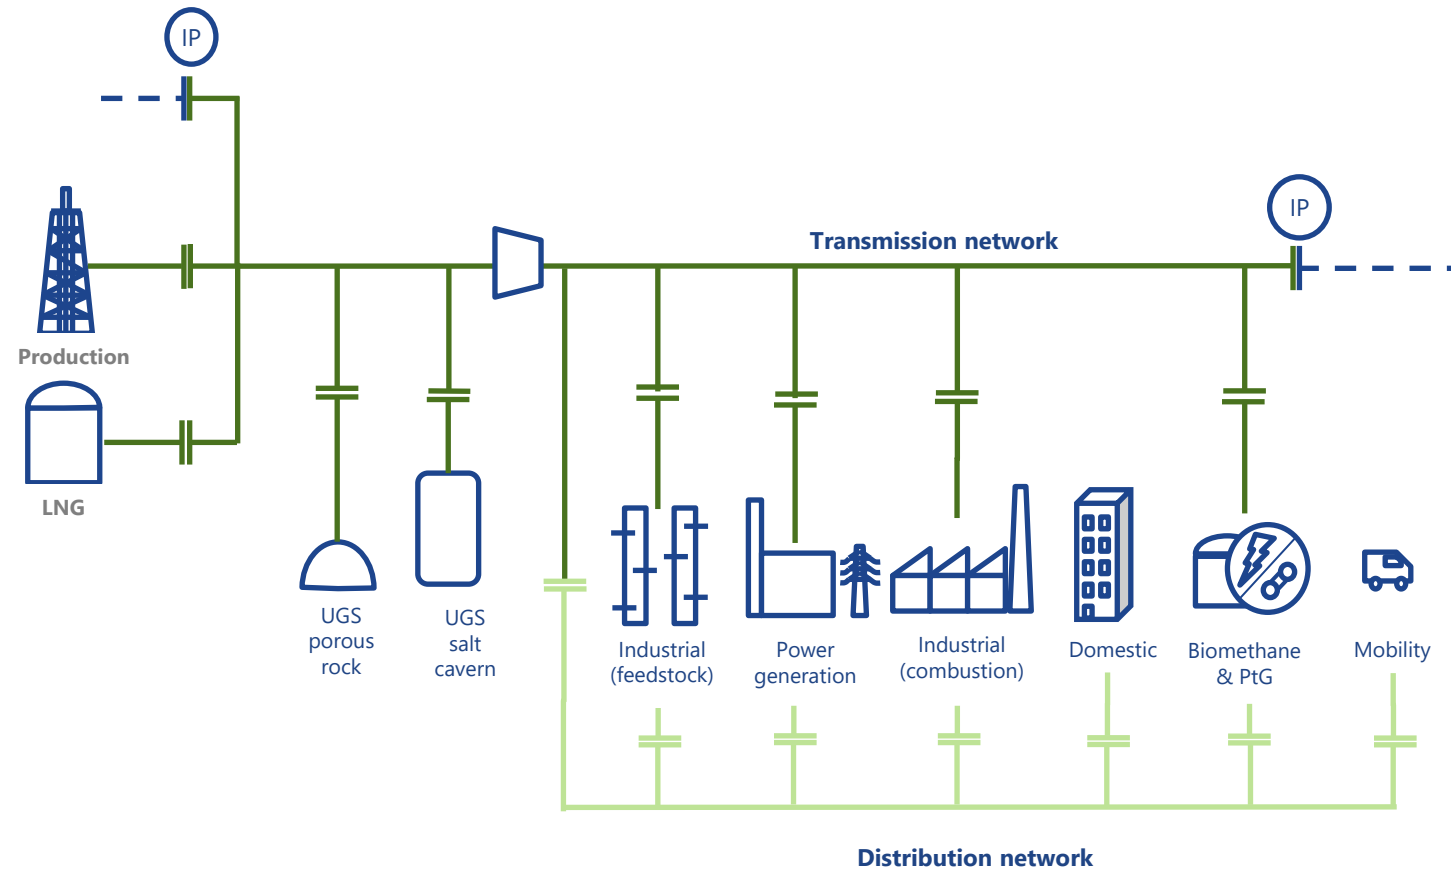 IP
IP
Transmission network
Production
LNG
UGS
porous
rock
UGS
salt
cavern
Industrial
(feedstock)
Power
generation
Industrial
(combustion)
Domestic
Biomethane
& PtG
Mobility
Distribution network